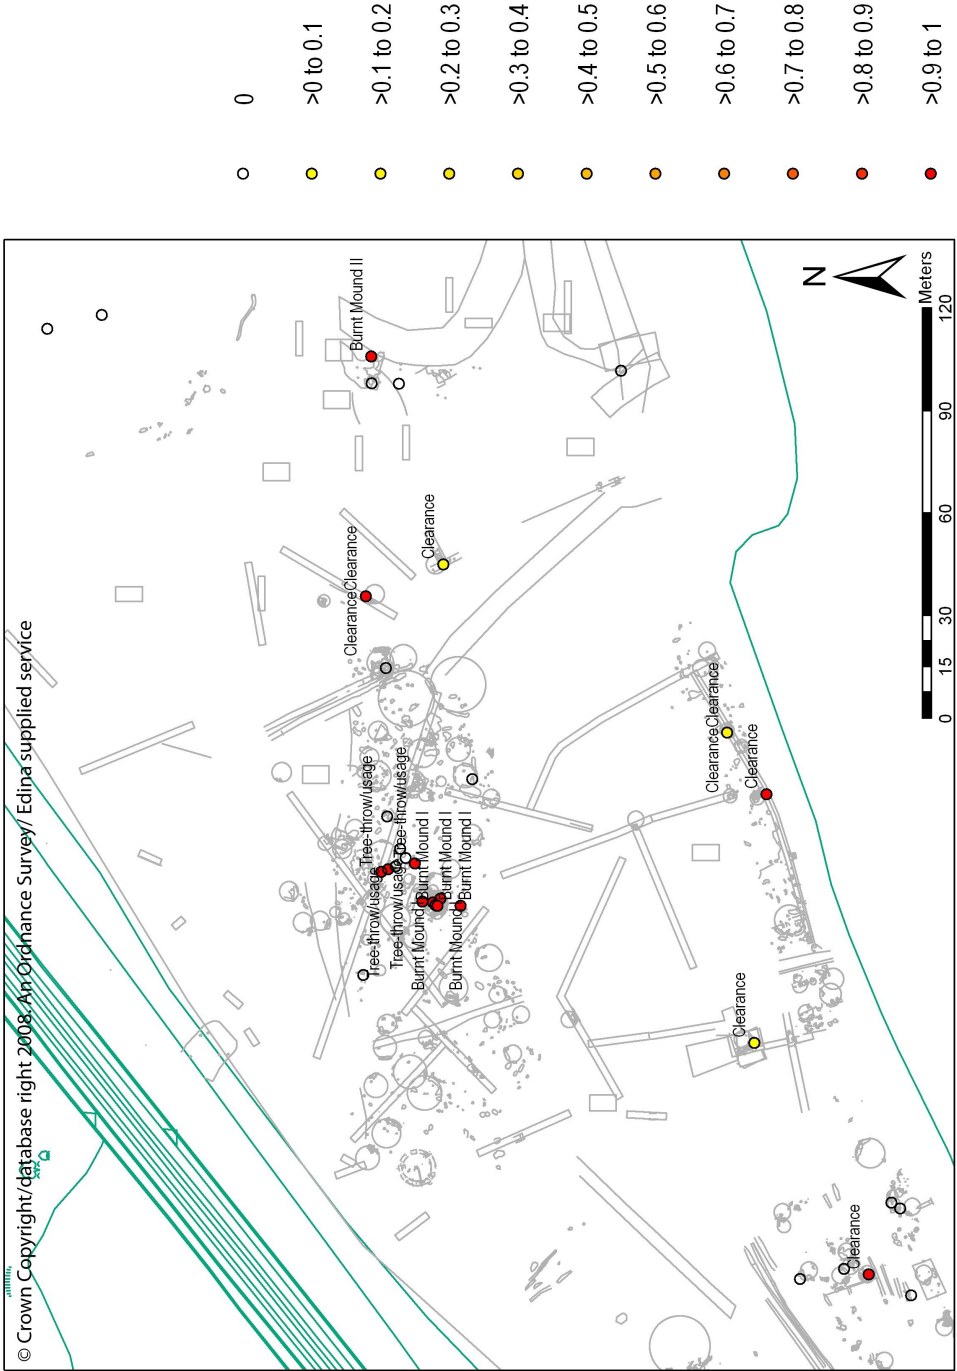 © Crown Copyright/database right 2008. An Ordnance Survey/ Edina supplied service
Burnt Mound II
Clearance
Clearance
Clearance
Tree-throw/usage
Tree-throw/usage
Tree-throw/usage
Tree-throw/usage
Burnt Mound I
Burnt Mound I
Burnt Mound I
Burnt Mound I
Burnt Mound I
Clearance
Clearance
Clearance
Clearance
Clearance
N
0 15 30 60 90 120
Meters
0
>0 to 0.1
>0.1 to 0.2
>0.2 to 0.3
>0.3 to 0.4
>0.4 to 0.5
>0.5 to 0.6
>0.6 to 0.7
>0.7 to 0.8
>0.8 to 0.9
>0.9 to 1